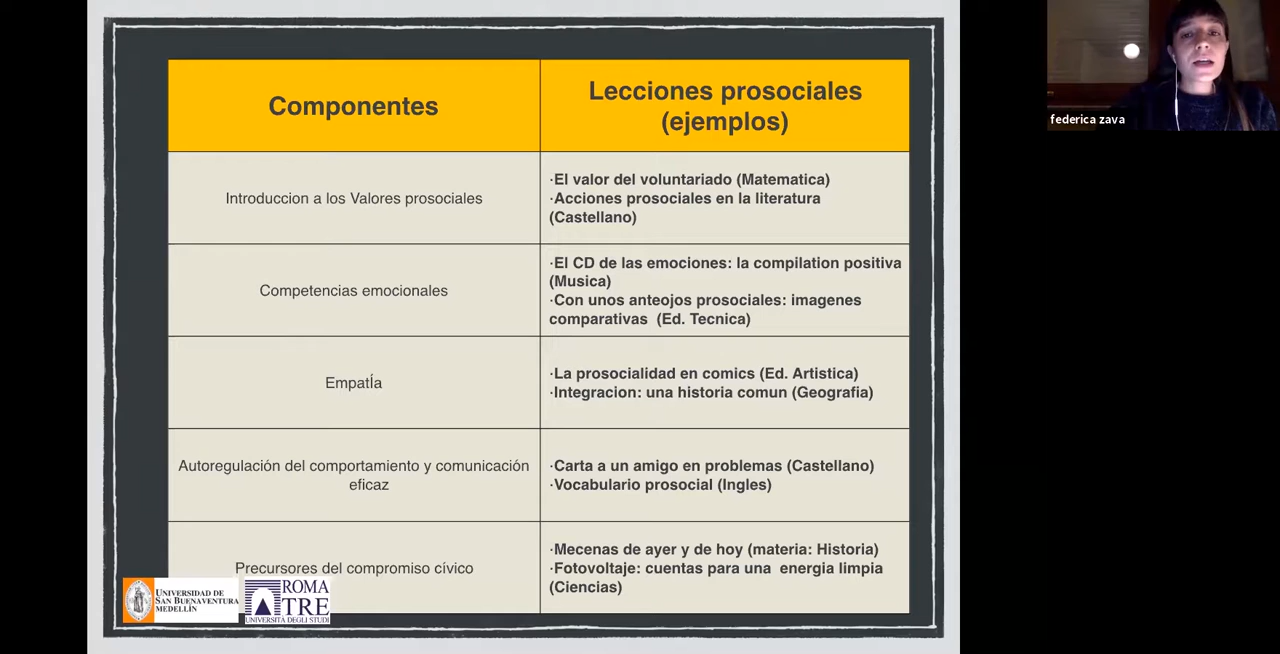 Componentes
Lecciones prosociales
(ejemplos)
Introduccion a los Valores prosociales
·El valor del voluntariado (Matematica)
·Acciones prosociales en la literatura
(Castellano)
Competencias emocionales
·El CD de las emociones: la compilation positiva
(Musica)
·Con unos anteojos prosociales: imagenes
comparativas (Ed. Tecnica)
EmpatÍa
·La prosocialidad en comics (Ed. Artistica)
·Integracion: una historia comun (Geografia)
Autoregulación del comportamiento y comunicación
eficaz
·Carta a un amigo en problemas (Castellano)
·Vocabulario prosocial (Ingles)
Precursores del compromiso cívico
·Mecenas de ayer y de hoy (materia: Historia)
·Fotovoltaje: cuentas para una energia limpia
(Ciencias)
UNIVERSIDAD DE
SAN BUENAVENTURA
MEDELLÍN
ROMA
TRE
UNIVERSITÀ DEGLI STUDI
federica zava